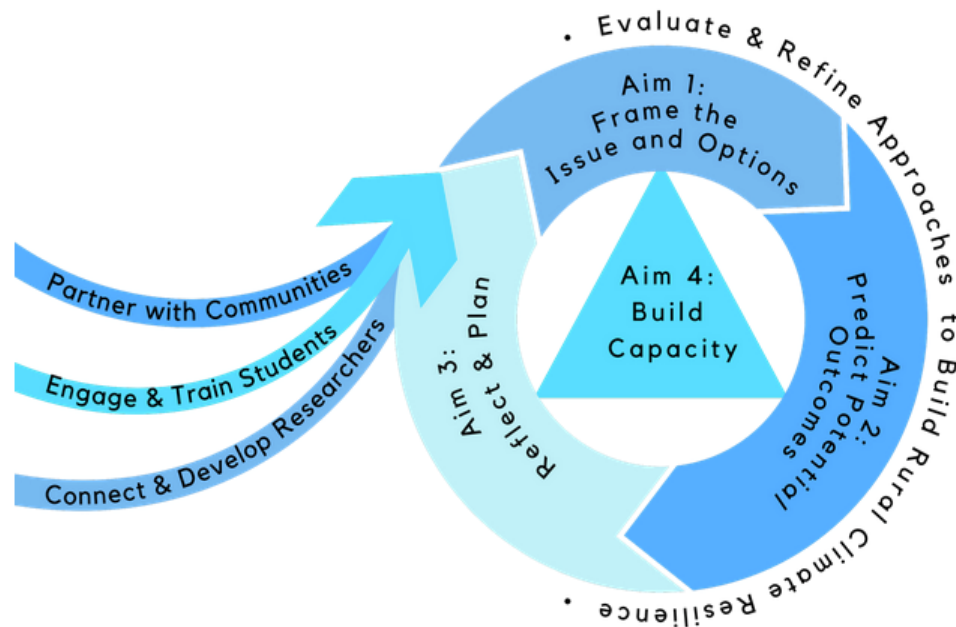 • Evaluate & Refine Approaches to Build Rural Climate Resilience •
Aim 1:
Frame the
Issue and Options
Aim 2:
Predict Potential
Outcomes
Aim 3:
Reflect & Plan
Aim 4:
Build
Capacity
Partner with Communities
Engage & Train Students
Connect & Develop Researchers